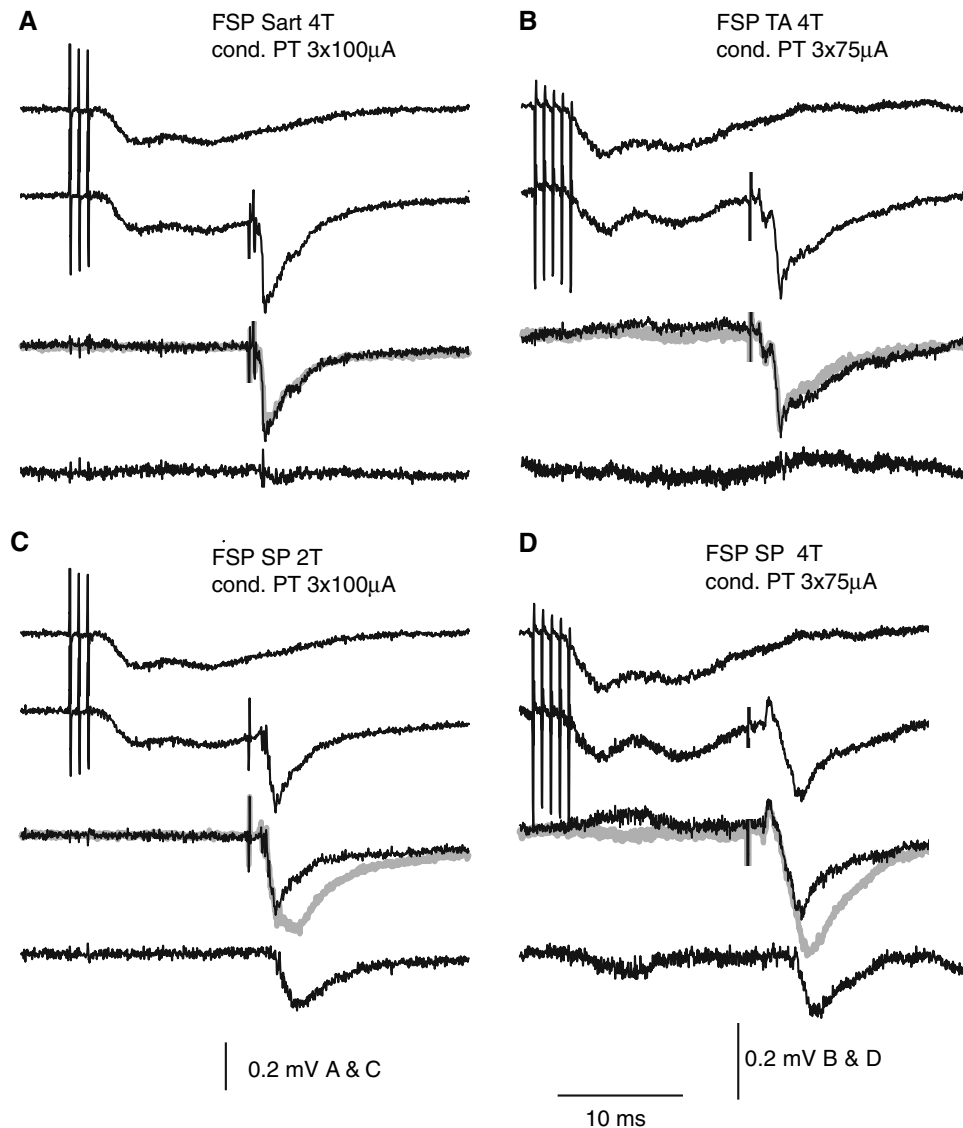 A
FSP Sart 4T
cond. PT 3x100μA
B
FSP TA 4T
cond. PT 3x75μA
C
FSP SP 2T
cond. PT 3x100μA
D
FSP SP 4T
cond. PT 3x75μA
0.2 mV A & C
0.2 mV B & D
10 ms